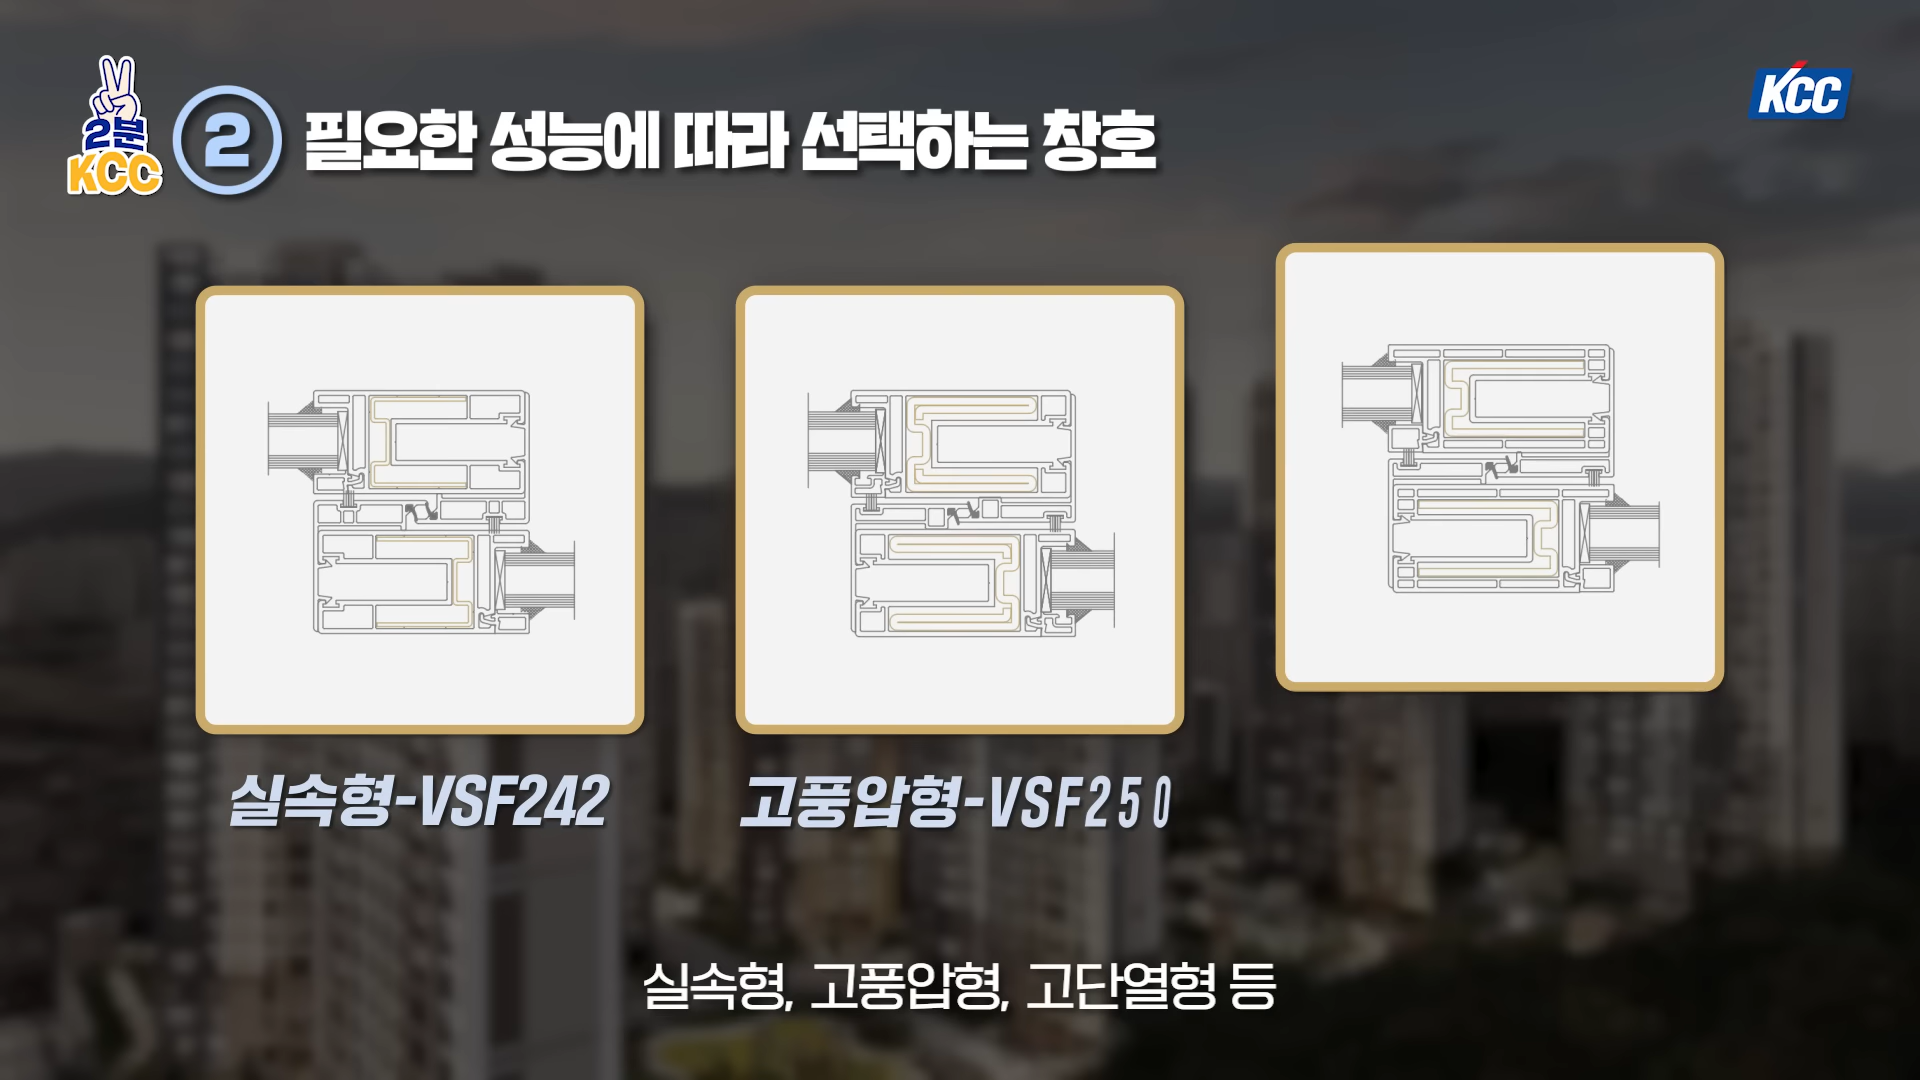 2분
KCC
2 필요한 성능에 따라 선택하는 창호
KCC
실속형-VSF242
고풍압형-VSF250
실속형, 고풍압형, 고단열형 등